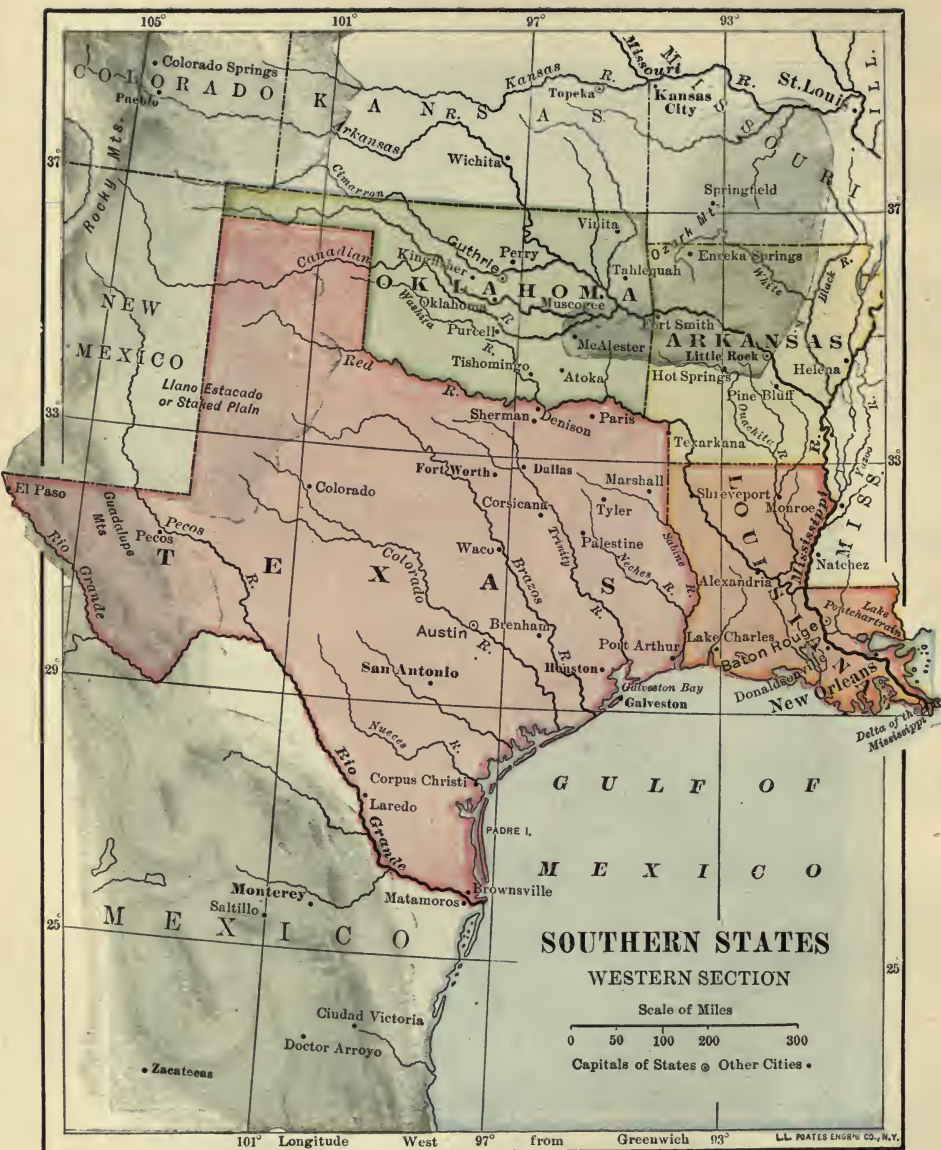 105°
101°
97°
93°
Colorado Springs
COLORADO
Pueblo
Rocky Mts.
KANSAS
Kansas R.
Topeka
Missouri R.
Kansas City
St. Louis
ILL.
MISSOURI
Arkansas R.
Wichita
37°
37°
Cimarron
Springfield
Vinita
Ozark Mts.
Eureka Springs
White
Black R.
Guthrie
Perry
Kingfisher
Tahlequah
Canadian R.
OKLAHOMA
Oklahoma
Muscogee
Washita R.
Purcell
Fort Smith
McAlester
ARKANSAS
Little Rock
Helena
Tishomingo
Atoka
Hot Springs
Pine Bluff
NEW
MEXICO
Llano Estacado
or Staked Plain
Red R.
Ouachita R.
Yazoo R.
33°
33°
Sherman
Denison
Paris
Texarkana
El Paso
Guadalupe
Mts
Pecos
Pecos R.
Colorado
Fort Worth
Dallas
Marshall
Corsicana
Tyler
Shreveport
Monroe
Mississippi R.
MISS.
Waco
Trinity R.
Palestine
Neches R.
Sabine R.
Alexandria
Natchez
Rio Grande
TEXAS
Colorado R.
Brazos R.
LOUISIANA
Austin
Brenham
Port Arthur
Lake Charles
Baton Rouge
Lake
Pontchartrain
29°
San Antonio
Houston
Galveston Bay
Galveston
Donaldsonville
New Orleans
Delta of the
Mississippi
Nueces R.
GULF OF
Corpus Christi
Rio Grande
Laredo
PADRE I.
MEXICO
Monterey
Saltillo
Matamoros
Brownsville
25°
25°
MEXICO
SOUTHERN STATES
WESTERN SECTION
Scale of Miles
0 50 100 200 300
Capitals of States Other Cities
Ciudad Victoria
Doctor Arroyo
Zacatecas
101° Longitude West 97° from Greenwich 93°
L.L. POATES ENGR'G CO., N.Y.